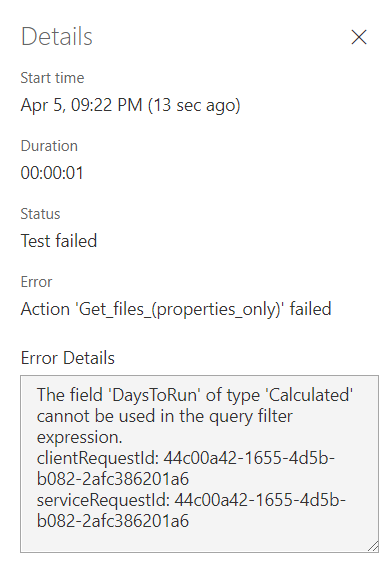 Details
Start time
Apr 5, 09:22 PM (13 sec ago)
Duration
00:00:01
Status
Test failed
Error
Action 'Get_files_(properties_only)' failed
Error Details
The field 'DaysToRun' of type 'Calculated'
cannot be used in the query filter
expression.
clientRequestId: 44c00a42-1655-4d5b-
b082-2afc386201a6
serviceRequestId: 44c00a42-1655-4d5b-
b082-2afc386201a6